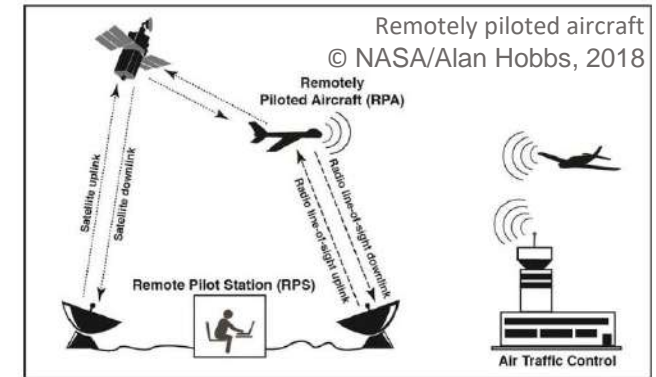 Remotely piloted aircraft
© NASA/Alan Hobbs, 2018
Remotely
Piloted Aircraft (RPA)
Satellite uplink
Satellite downlink
Radio line-of-sight uplink
Radio line-of-sight downlink
Remote Pilot Station (RPS)
Air Traffic Control